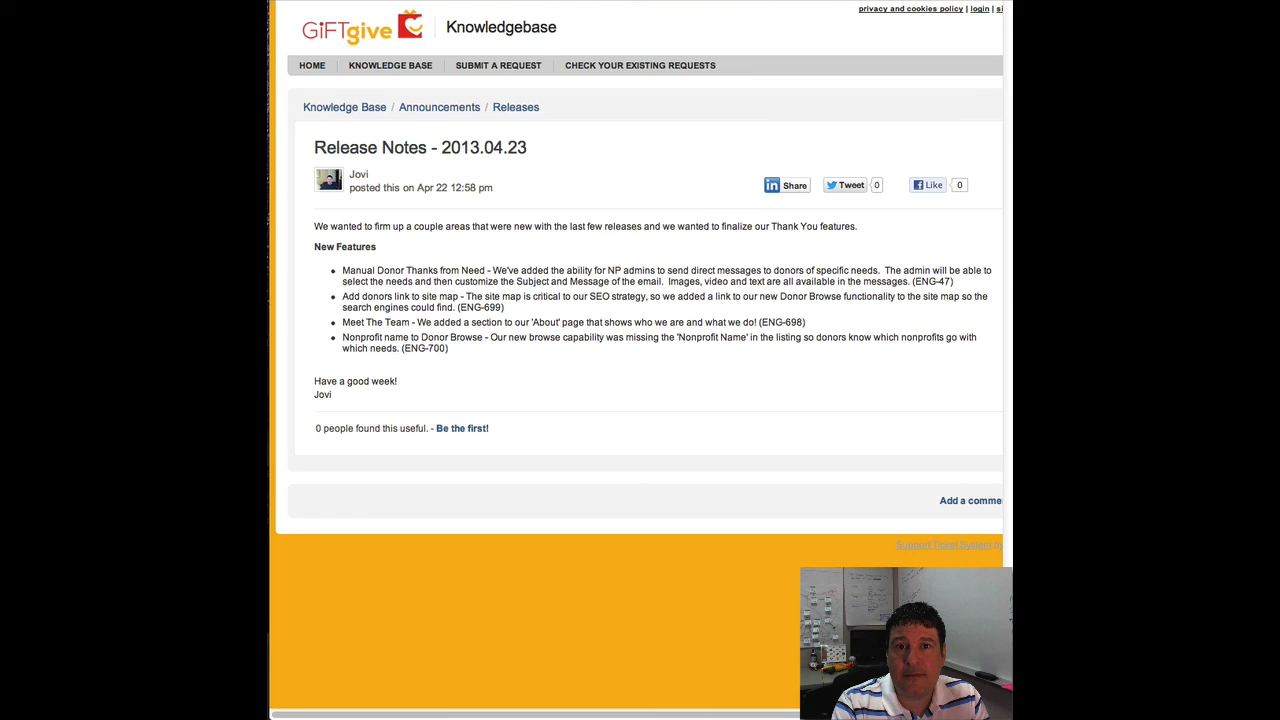 privacy and cookies policy | login |
GiFTgive
Knowledgebase
HOME
KNOWLEDGE BASE
SUBMIT A REQUEST
CHECK YOUR EXISTING REQUESTS
Knowledge Base / Announcements / Releases
Release Notes - 2013.04.23
Jovi
posted this on Apr 22 12:58 pm
in Share
Tweet 0
f Like 0
We wanted to firm up a couple areas that were new with the last few releases and we wanted to finalize our Thank You features.
New Features
• Manual Donor Thanks from Need - We've added the ability for NP admins to send direct messages to donors of specific needs. The admin will be able to
select the needs and then customize the Subject and Message of the email. Images, video and text are all available in the messages. (ENG-47)
• Add donors link to site map - The site map is critical to our SEO strategy, so we added a link to our new Donor Browse functionality to the site map so the
search engines could find. (ENG-699)
• Meet The Team - We added a section to our 'About' page that shows who we are and what we do! (ENG-698)
• Nonprofit name to Donor Browse - Our new browse capability was missing the 'Nonprofit Name' in the listing so donors know which nonprofits go with
which needs. (ENG-700)
Have a good week!
Jovi
0 people found this useful. - Be the first!
Add a comme
Support Ticket System by